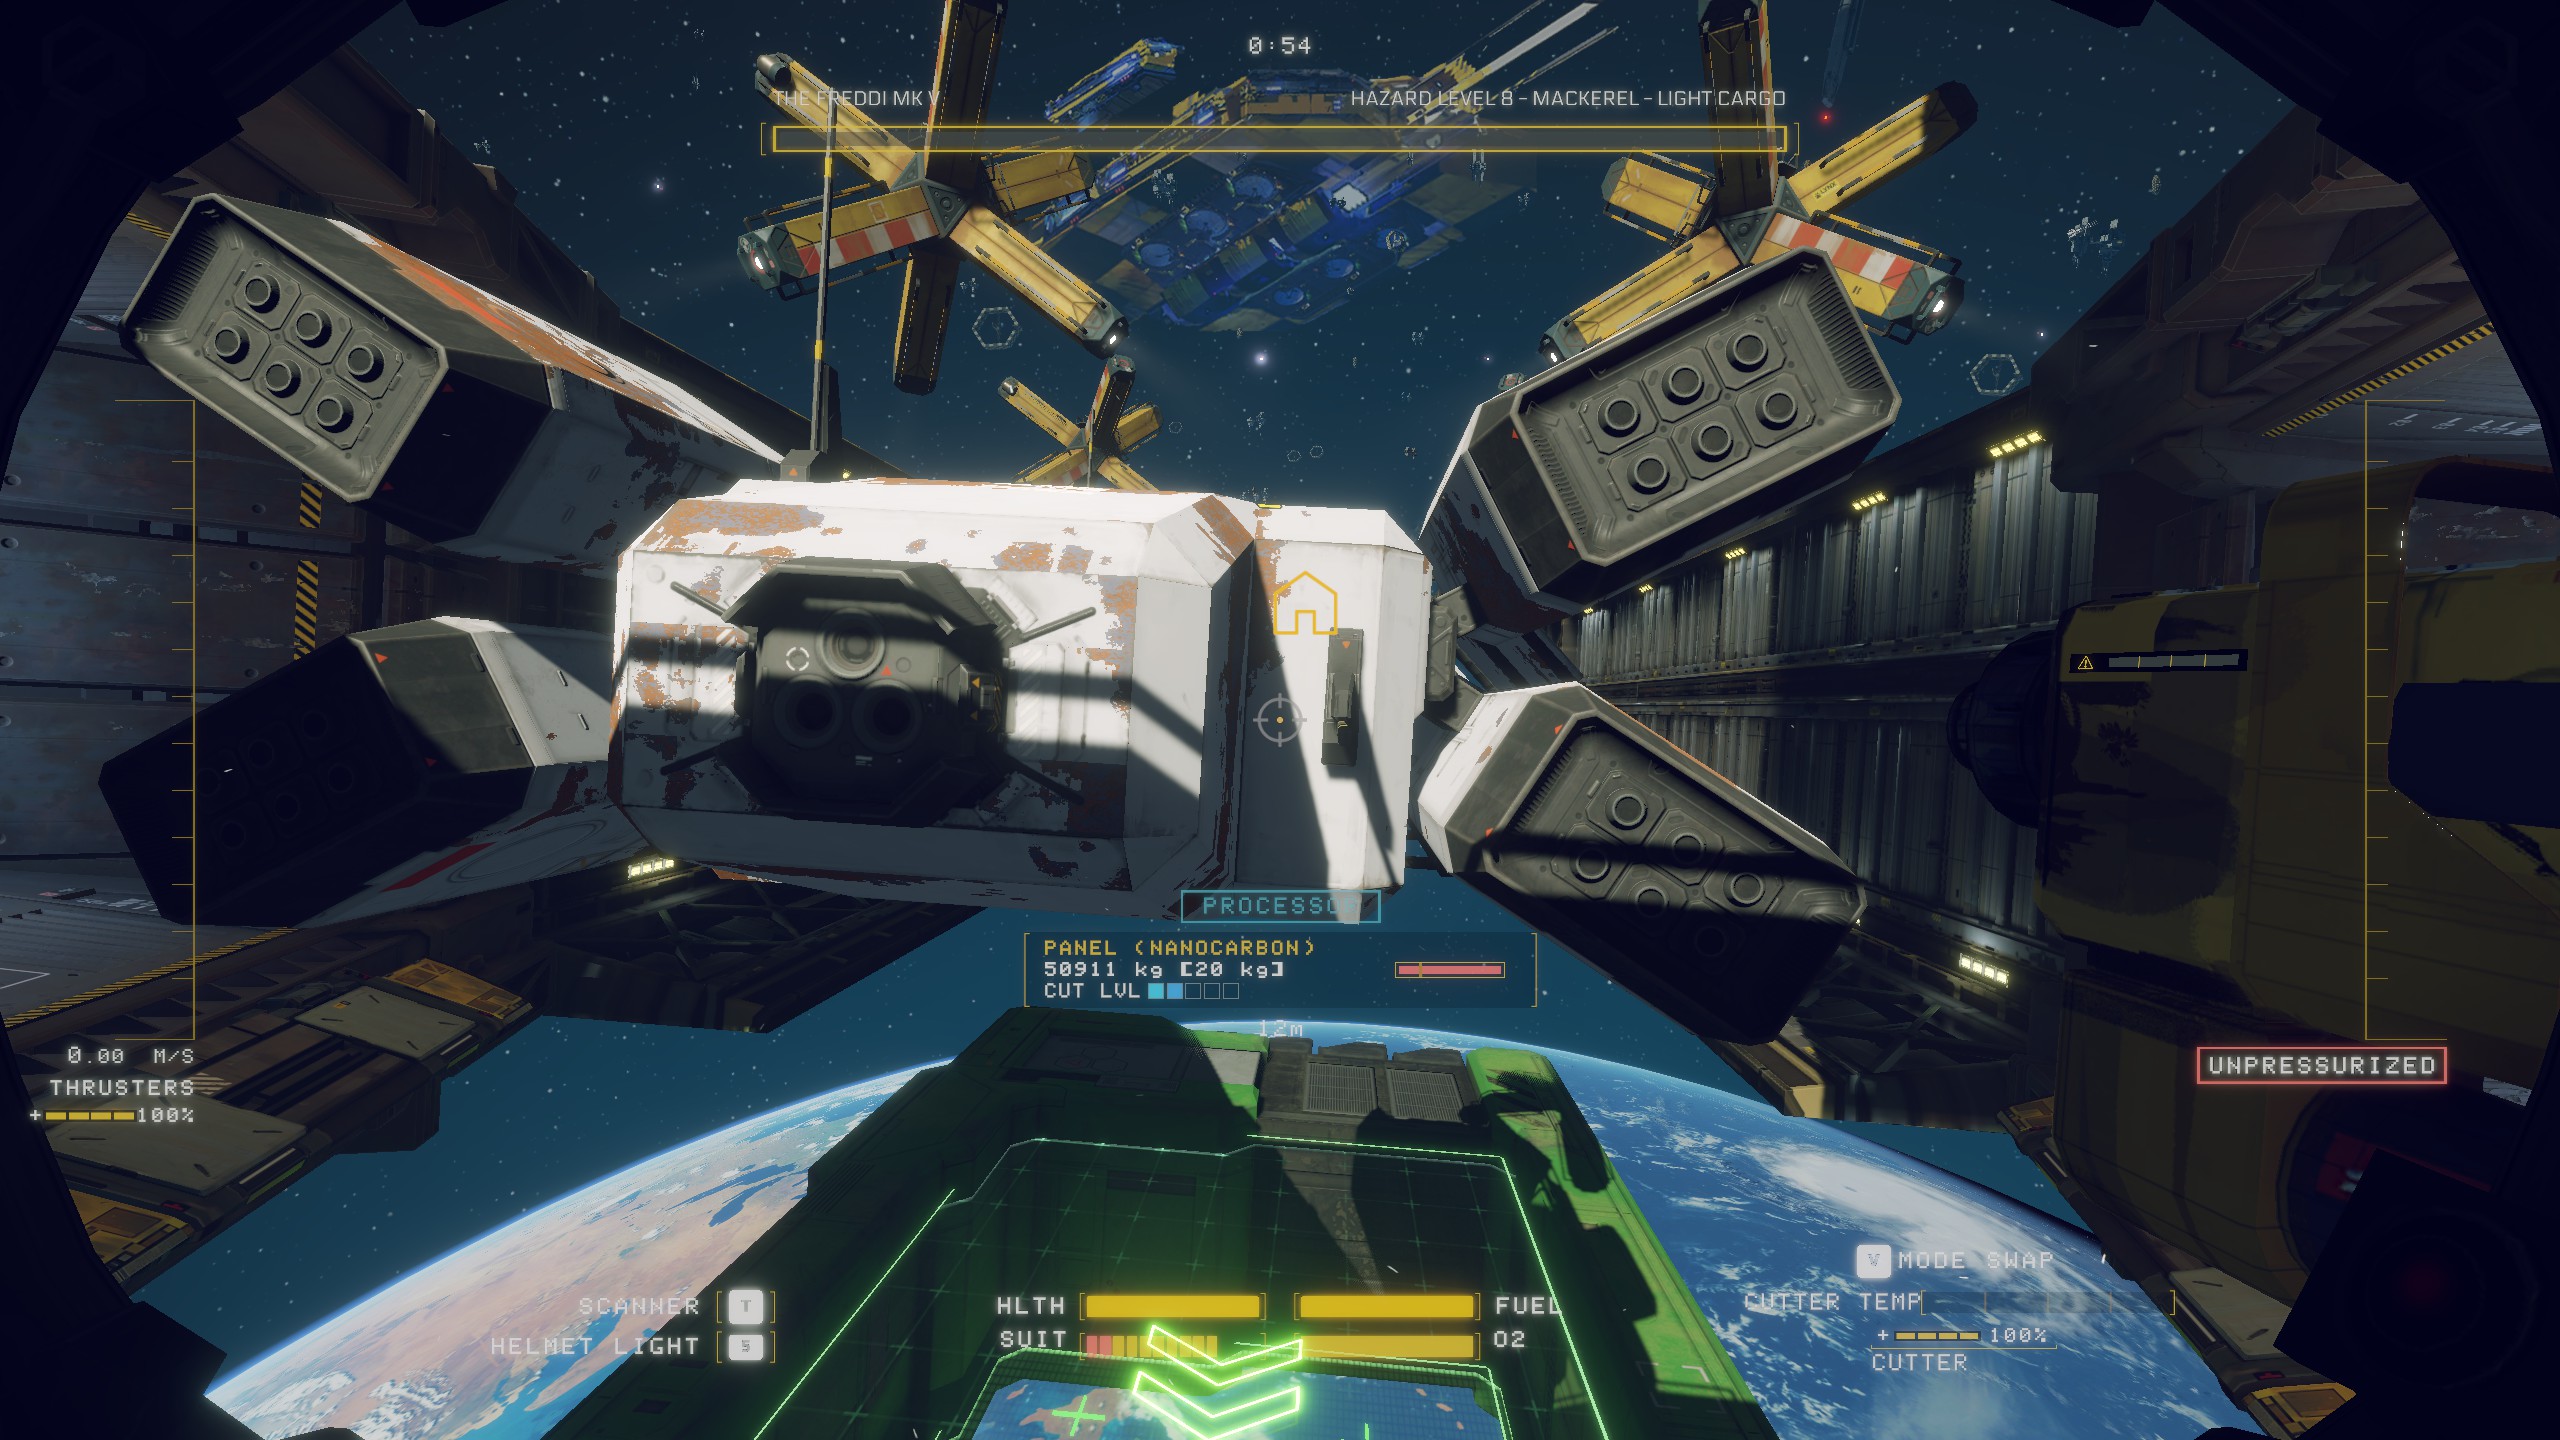 0:54
THE FREDDI MK V
HAZARD LEVEL 8 - MACKEREL - LIGHT CARGO
PROCESSOR
PANEL (NANOCARBON)
50911 kg [20 kg]
CUT LVL
12m
0.00 M/S
THRUSTERS
+ 100%
UNPRESSURIZED
V MODE SWAP
SCANNER T
HELMET LIGHT 5
HLTH
FUEL
SUIT
O2
CUTTER TEMP
+ 100%
CUTTER